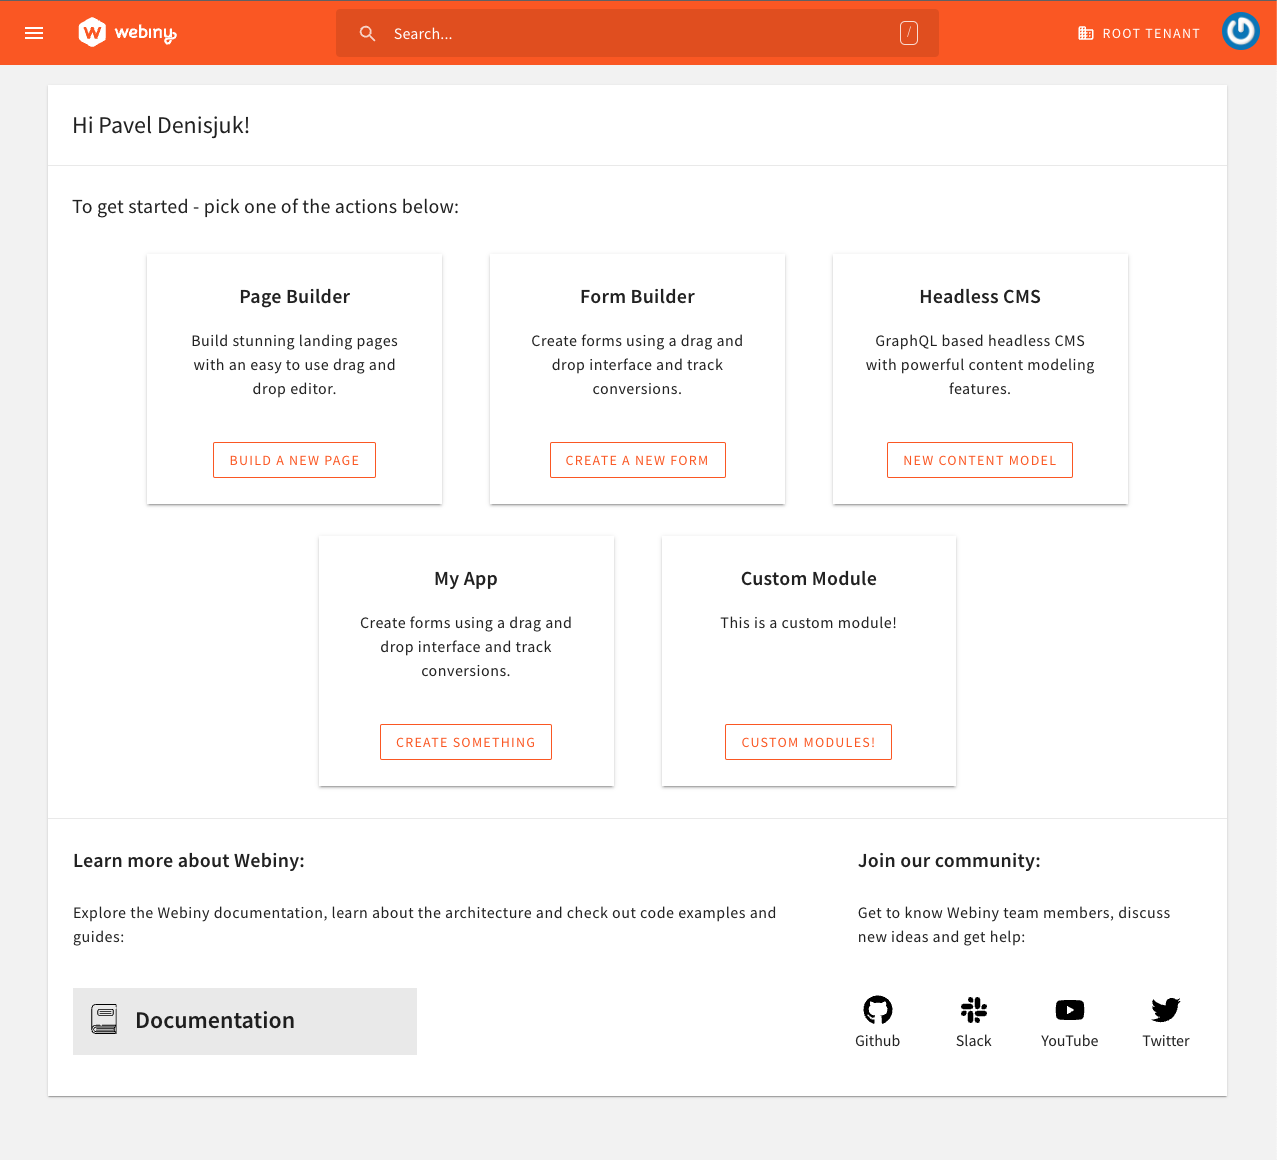 webiny
Search...
/
ROOT TENANT
Hi Pavel Denisjuk!
To get started - pick one of the actions below:
Page Builder
Build stunning landing pages
with an easy to use drag and
drop editor.
BUILD A NEW PAGE
Form Builder
Create forms using a drag and
drop interface and track
conversions.
CREATE A NEW FORM
Headless CMS
GraphQL based headless CMS
with powerful content modeling
features.
NEW CONTENT MODEL
My App
Create forms using a drag and
drop interface and track
conversions.
CREATE SOMETHING
Custom Module
This is a custom module!
CUSTOM MODULES!
Learn more about Webiny:
Explore the Webiny documentation, learn about the architecture and check out code examples and
guides:
Documentation
Join our community:
Get to know Webiny team members, discuss
new ideas and get help:
Github
Slack
YouTube
Twitter